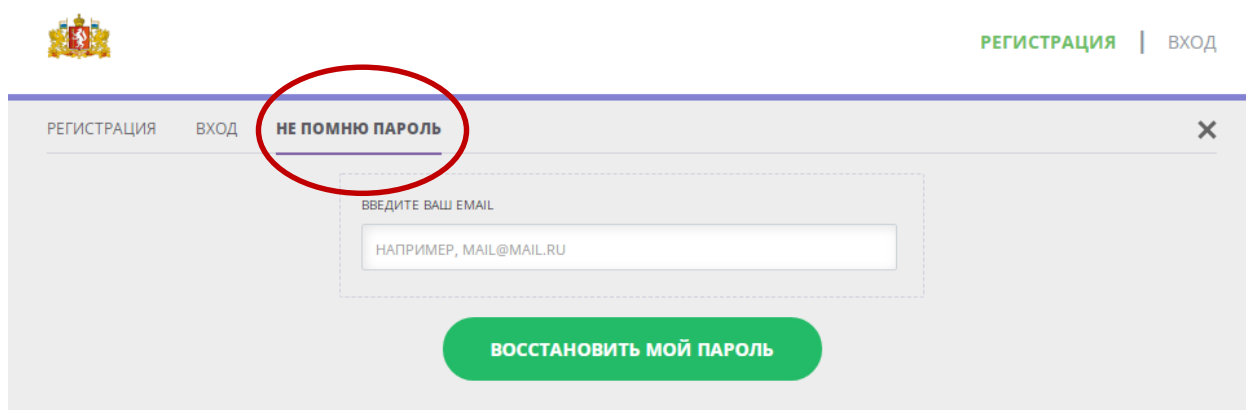 РЕГИСТРАЦИЯ | ВХОД
РЕГИСТРАЦИЯ ВХОД НЕ ПОМНЮ ПАРОЛЬ ×
ВВЕДИТЕ ВАШ EMAIL
НАПРИМЕР, MAIL@MAIL.RU
ВОССТАНОВИТЬ МОЙ ПАРОЛЬ